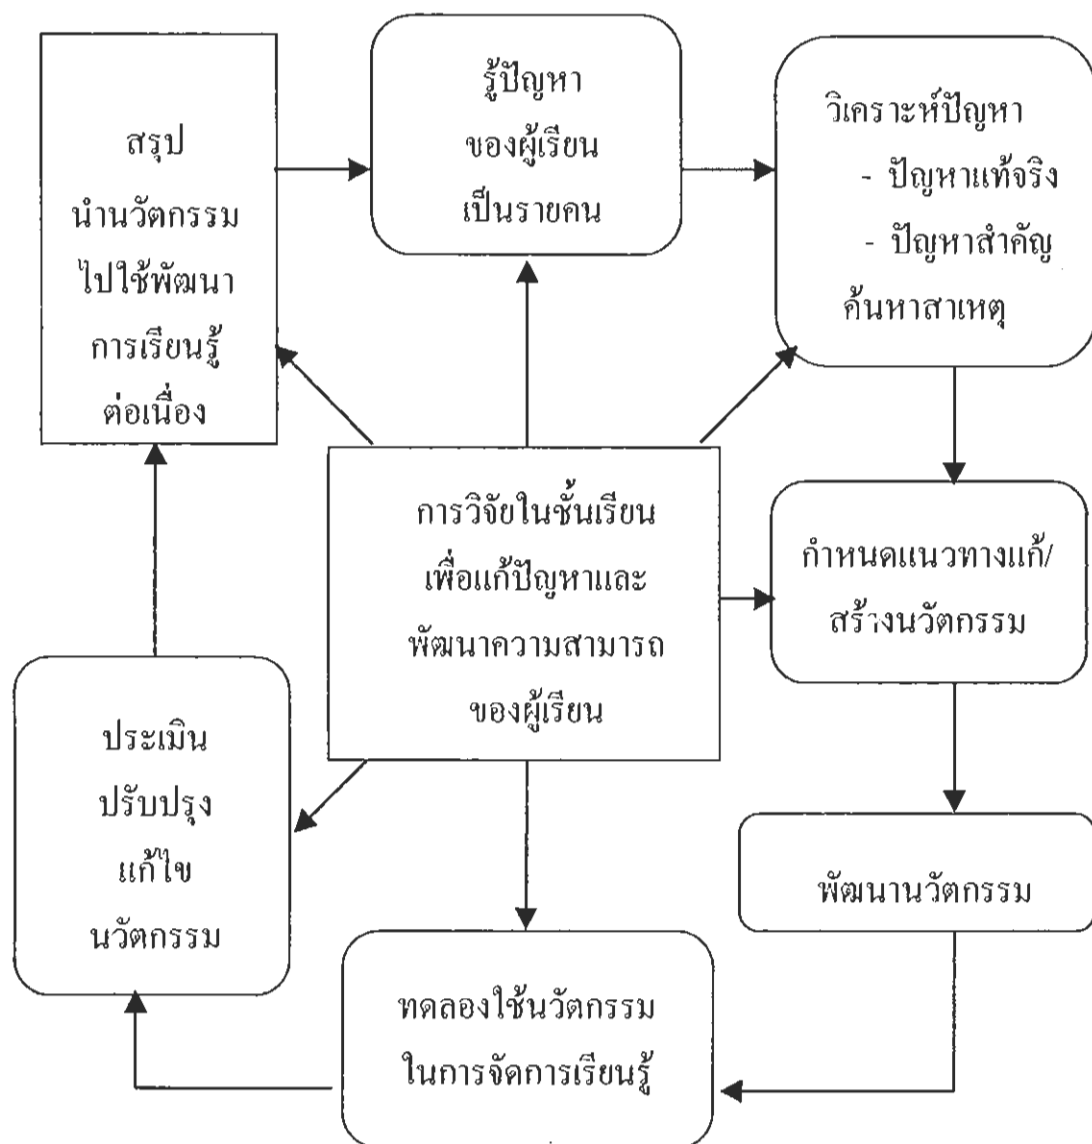 สรุป
นำนวัตกรรม
ไปใช้พัฒนา
การเรียนรู้
ต่อเนื่อง
รู้ปัญหา
ของผู้เรียน
เป็นรายคน
วิเคราะห์ปัญหา
- ปัญหาแท้จริง
- ปัญหาสำคัญ
ค้นหาสาเหตุ
การวิจัยในชั้นเรียน
เพื่อแก้ปัญหาและ
พัฒนาความสามารถ
ของผู้เรียน
กำหนดแนวทางแก้/
สร้างนวัตกรรม
ประเมิน
ปรับปรุง
แก้ไข
นวัตกรรม
พัฒนานวัตกรรม
ทดลองใช้นวัตกรรม
ในการจัดการเรียนรู้